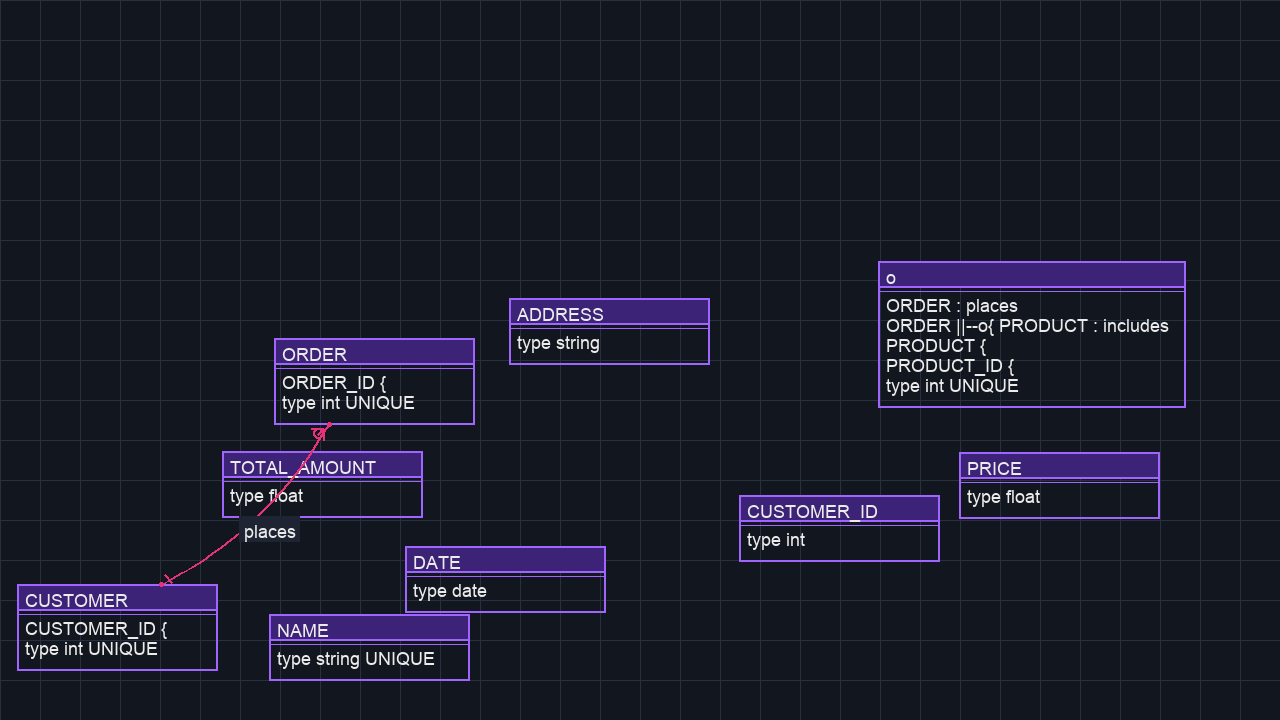 o
ORDER : places
ORDER ||--o{ PRODUCT : includes
PRODUCT {
PRODUCT_ID {
type int UNIQUE
ADDRESS
type string
ORDER
ORDER_ID {
type int UNIQUE
TOTAL_AMOUNT
type float
PRICE
type float
CUSTOMER_ID
type int
places
DATE
type date
CUSTOMER
CUSTOMER_ID {
type int UNIQUE
NAME
type string UNIQUE